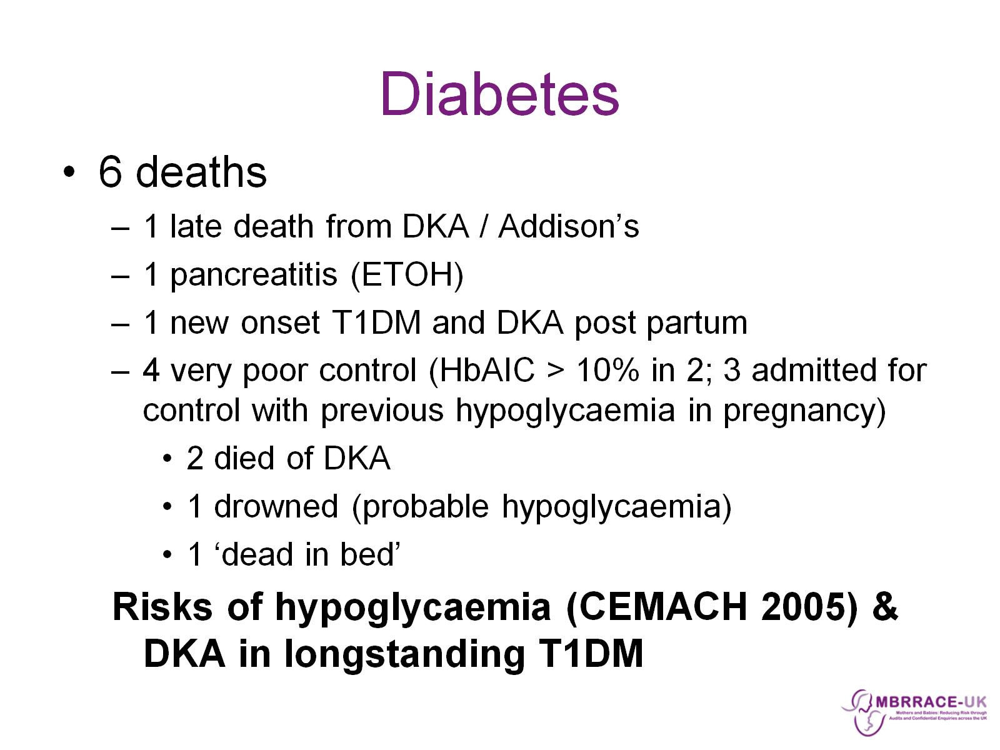 Diabetes
• 6 deaths
– 1 late death from DKA / Addison’s
– 1 pancreatitis (ETOH)
– 1 new onset T1DM and DKA post partum
– 4 very poor control (HbAIC > 10% in 2; 3 admitted for
control with previous hypoglycaemia in pregnancy)
• 2 died of DKA
• 1 drowned (probable hypoglycaemia)
• 1 ‘dead in bed’
Risks of hypoglycaemia (CEMACH 2005) &
DKA in longstanding T1DM
MBRRACE-UK
Mothers and Babies: Reducing Risk through
Audits and Confidential Enquiries across the UK